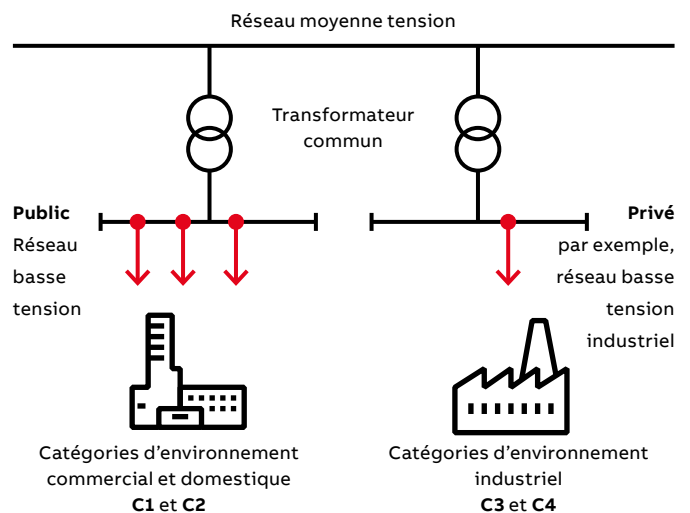 Réseau moyenne tension
Transformateur
commun
Public
Réseau
basse
tension
Privé
par exemple,
réseau basse
tension
industriel
Catégories d'environnement
commercial et domestique
C1 et C2
Catégories d'environnement
industriel
C3 et C4